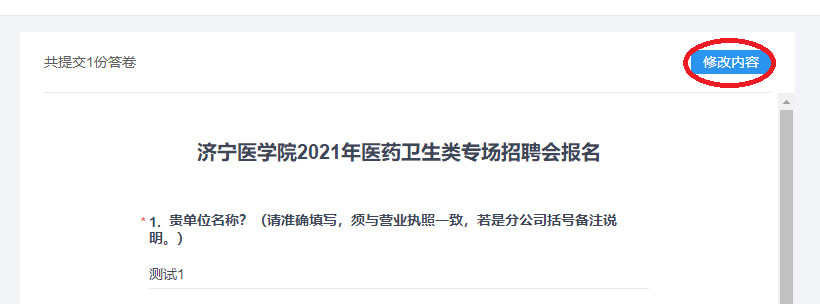 共提交1份答卷
修改内容
济宁医学院2021年医药卫生类专场招聘会报名
* 1. 贵单位名称？（请准确填写，须与营业执照一致，若是分公司括号备注说
明。）
测试1